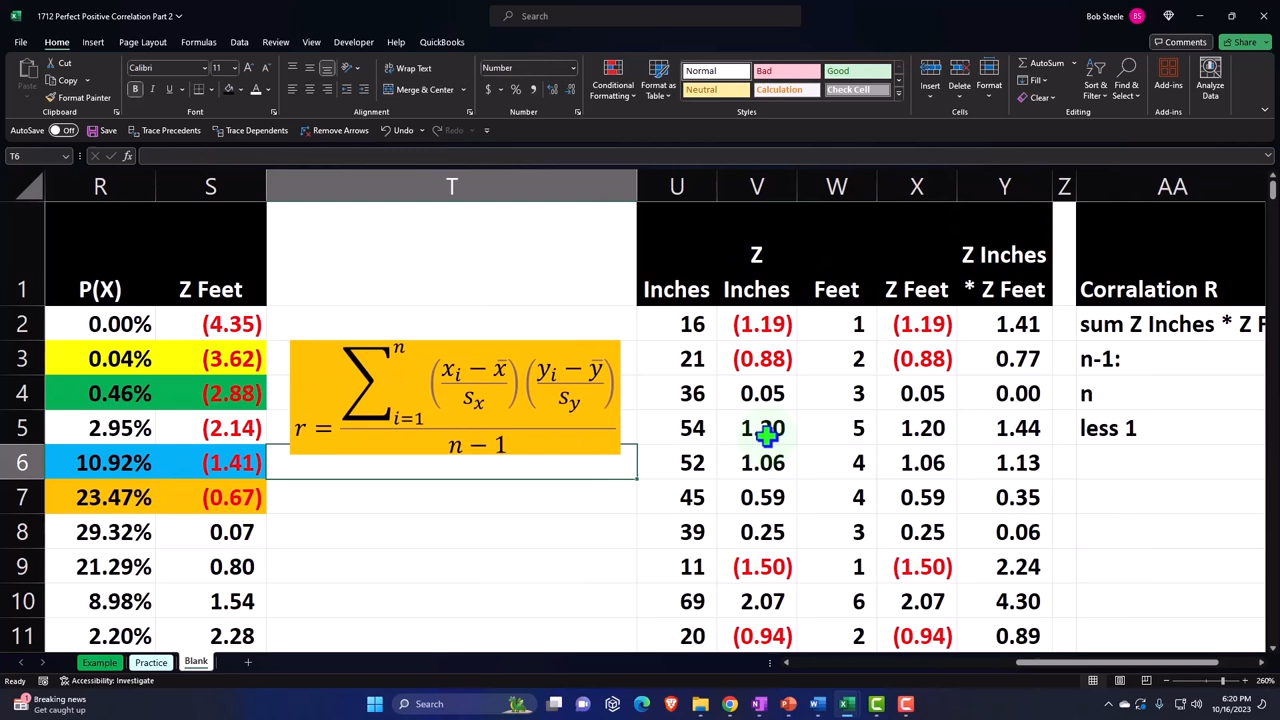 1712 Perfect Positive Correlation Part 2
Search
Bob Steele
BS
File Home Insert Page Layout Formulas Data Review View Developer Automate Help QuickBooks
Comments Share
Paste
Cut
Copy
Format Painter
Clipboard
Calibri 11
B I U
Font
Wrap Text
Merge & Center
Alignment
Number
$ %
Number
Conditional Formatting
Format as Table
Normal Bad Good
Neutral Calculation Check Cell
Styles
Insert Delete Format
Cells
AutoSum
Fill
Clear
Sort & Filter
Find & Select
Editing
Add-ins
Add-ins
Analyze Data
AutoSave Off Save Trace Precedents Trace Dependents Remove Arrows Undo Redo
T6 fx
R S T U V W X Y Z AA
1 P(X) Z Feet Inches Z Inches Feet Z Feet Z Inches * Z Feet Corralation R
2 0.00% (4.35) 16 (1.19) 1 (1.19) 1.41 sum Z Inches * Z F
3 0.04% (3.62) 21 (0.88) 2 (0.88) 0.77 n-1:
4 0.46% (2.88) 36 0.05 3 0.05 0.00 n
5 2.95% (2.14) 54 1.20 5 1.20 1.44 less 1
6 10.92% (1.41) 52 1.06 4 1.06 1.13
7 23.47% (0.67) 45 0.59 4 0.59 0.35
8 29.32% 0.07 39 0.25 3 0.25 0.06
9 21.29% 0.80 11 (1.50) 1 (1.50) 2.24
10 8.98% 1.54 69 2.07 6 2.07 4.30
11 2.20% 2.28 20 (0.94) 2 (0.94) 0.89
r = ∑ i=1 n ((xi − x̄)/sx) ((yi − ȳ)/sy) / (n − 1)
Example Practice Blank
Ready Accessibility: Investigate 260%
Breaking news
Get caught up
Search
6:20 PM
10/16/2023